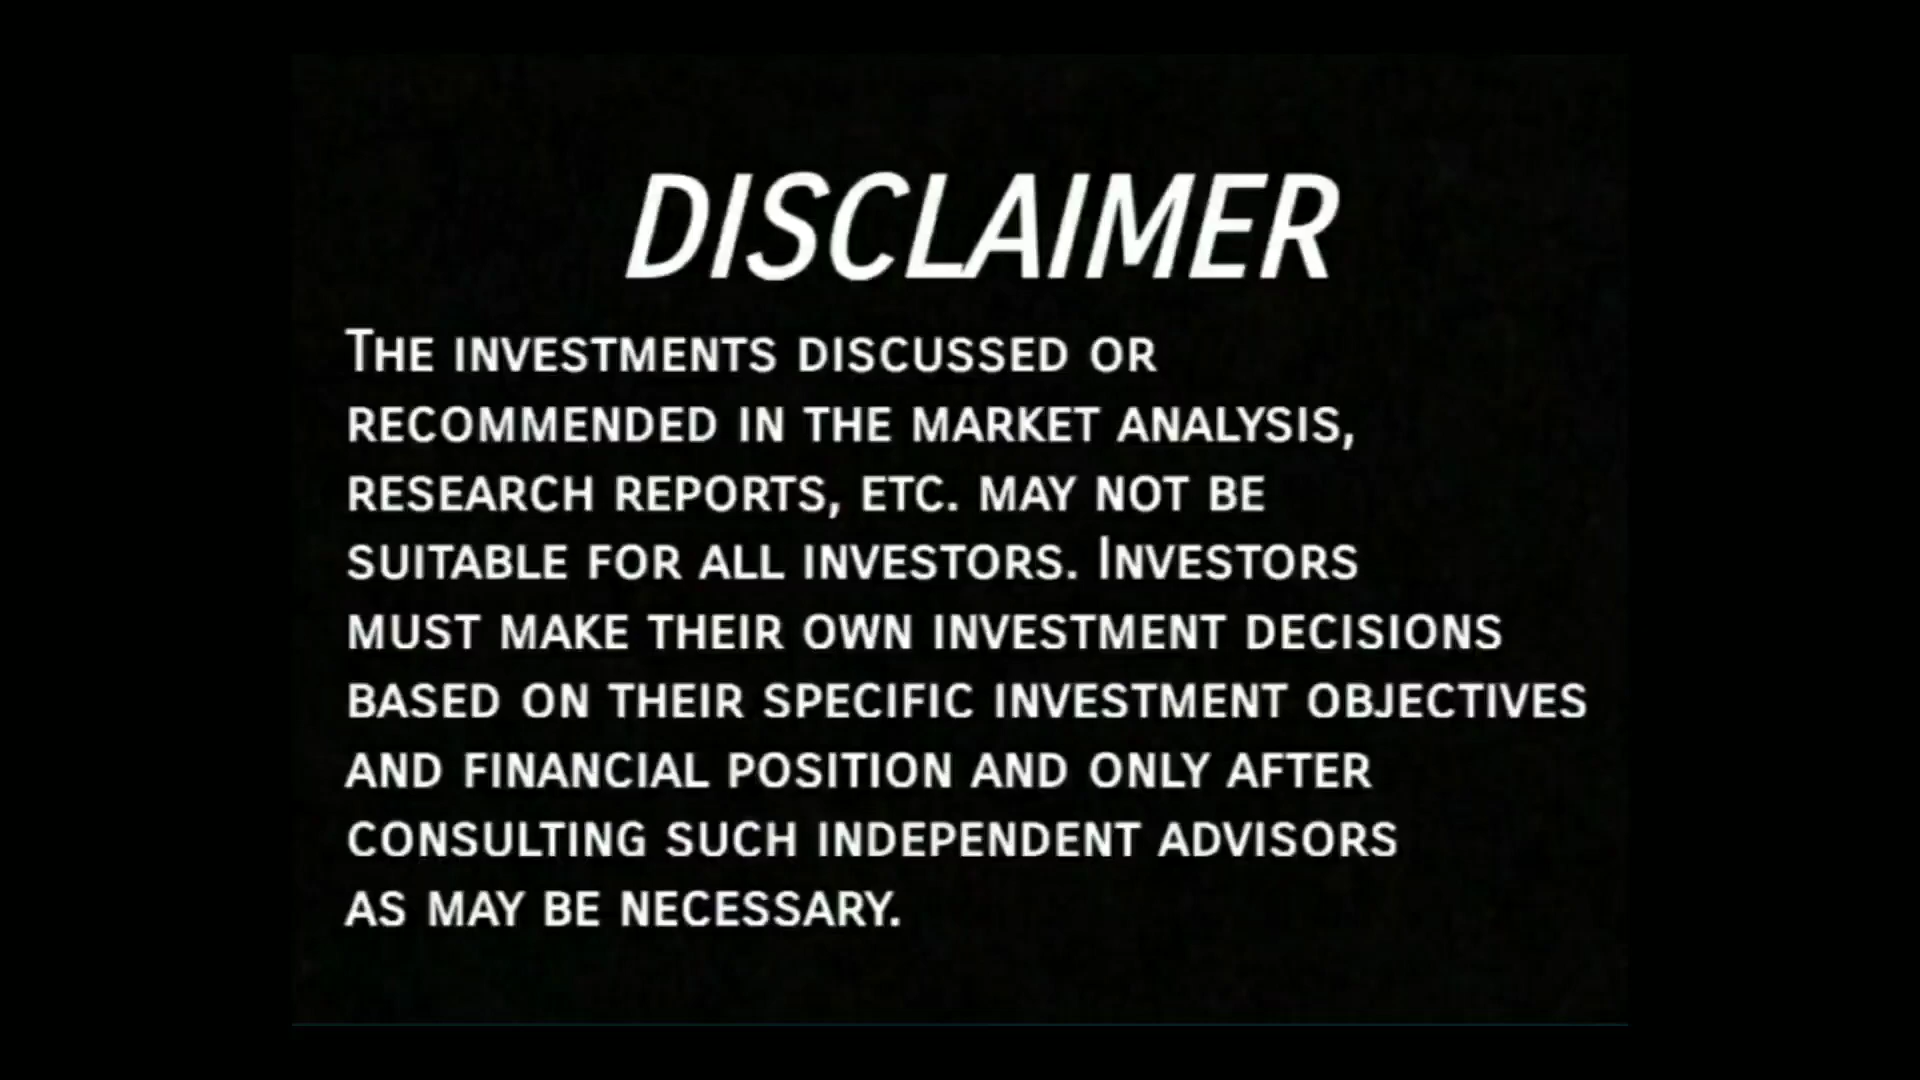 DISCLAIMER
The investments discussed or
recommended in the market analysis,
research reports, etc. may not be
suitable for all investors. Investors
must make their own investment decisions
based on their specific investment objectives
and financial position and only after
consulting such independent advisors
as may be necessary.